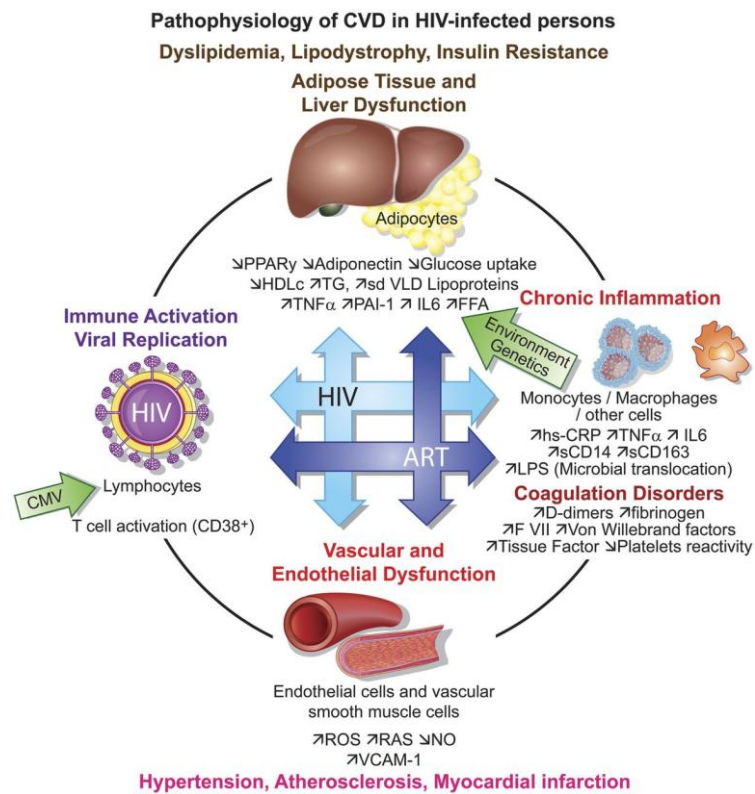 Pathophysiology of CVD in HIV-infected persons
Dyslipidemia, Lipodystrophy, Insulin Resistance
Adipose Tissue and
Liver Dysfunction
Adipocytes
↘PPARγ ↘Adiponectin ↘Glucose uptake
↘HDLc ↗TG, ↗sd VLD Lipoproteins
↗TNFα ↗PAI-1 ↗ IL6 ↗FFA
Immune Activation
Viral Replication
HIV
CMV
Lymphocytes
T cell activation (CD38⁺)
HIV
ART
Environment
Genetics
Chronic Inflammation
Monocytes / Macrophages
/ other cells
↗hs-CRP ↗TNFα ↗ IL6
↗sCD14 ↗sCD163
↗LPS (Microbial translocation)
Coagulation Disorders
↗D-dimers ↗fibrinogen
↗F VII ↗Von Willebrand factors
↗Tissue Factor ↘Platelets reactivity
Vascular and
Endothelial Dysfunction
Endothelial cells and vascular
smooth muscle cells
↗ROS ↗RAS ↘NO
↗VCAM-1
Hypertension, Atherosclerosis, Myocardial infarction